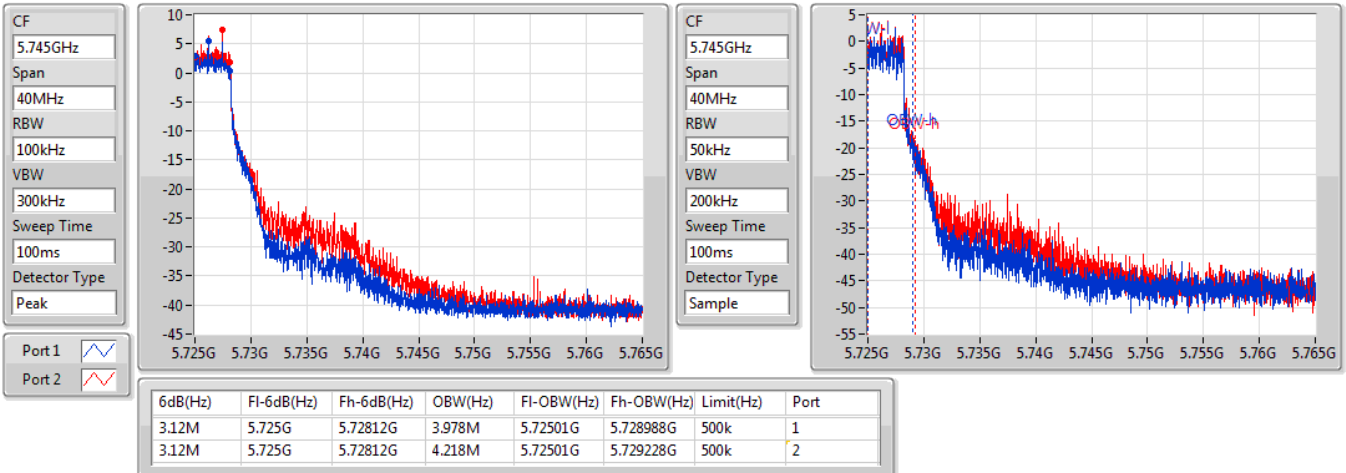 CF
5.745GHz
Span
40MHz
RBW
100kHz
VBW
300kHz
Sweep Time
100ms
Detector Type
Peak
Port 1
Port 2
10
5
0
-5
-10
-15
-20
-25
-30
-35
-40
-45
5.725G 5.73G 5.735G 5.74G 5.745G 5.75G 5.755G 5.76G 5.765G
CF
5.745GHz
Span
40MHz
RBW
50kHz
VBW
200kHz
Sweep Time
100ms
Detector Type
Sample
5
0
-5
-10
-15
-20
-25
-30
-35
-40
-45
-50
-55
OBW-h
5.725G 5.73G 5.735G 5.74G 5.745G 5.75G 5.755G 5.76G 5.765G
6dB(Hz) Fl-6dB(Hz) Fh-6dB(Hz) OBW(Hz) Fl-OBW(Hz) Fh-OBW(Hz) Limit(Hz) Port
3.12M 5.725G 5.72812G 3.978M 5.72501G 5.728988G 500k 1
3.12M 5.725G 5.72812G 4.218M 5.72501G 5.729228G 500k 2